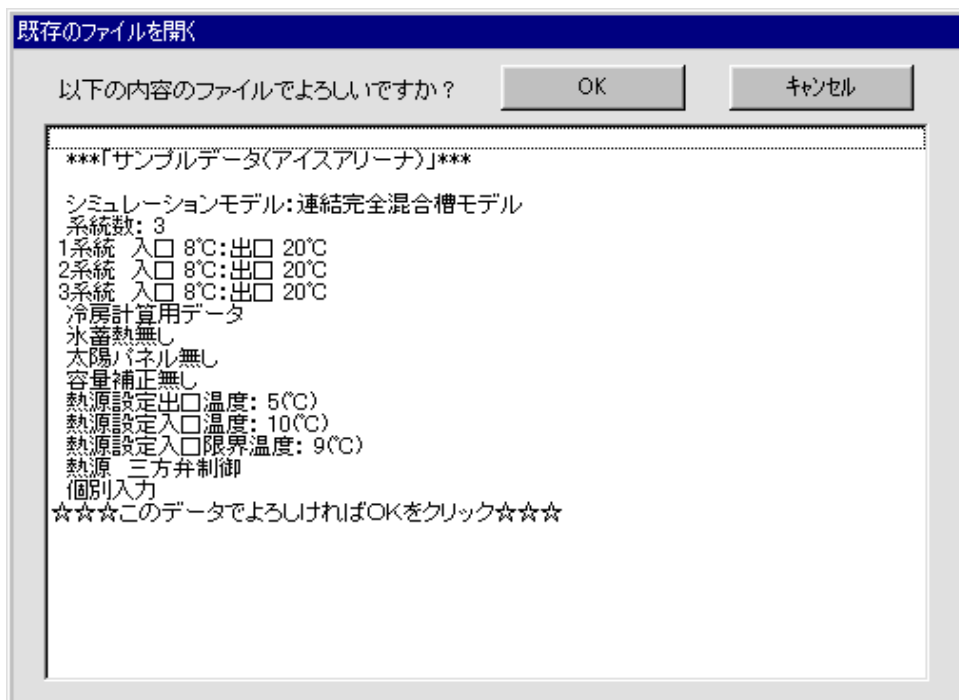 既存のファイルを開く
以下の内容のファイルでよろしいですか？
OK
キャンセル
***「サンプルデータ(アイスアリーナ)」***
シミュレーションモデル:連結完全混合槽モデル
系統数: 3
1系統 入口 8℃:出口 20℃
2系統 入口 8℃:出口 20℃
3系統 入口 8℃:出口 20℃
冷房計算用データ
氷蓄熱無し
太陽パネル無し
容量補正無し
熱源設定出口温度: 5(℃)
熱源設定入口温度: 10(℃)
熱源設定入口限界温度: 9(℃)
熱源 三方弁制御
個別入力
☆☆☆このデータでよろしければOKをクリック☆☆☆